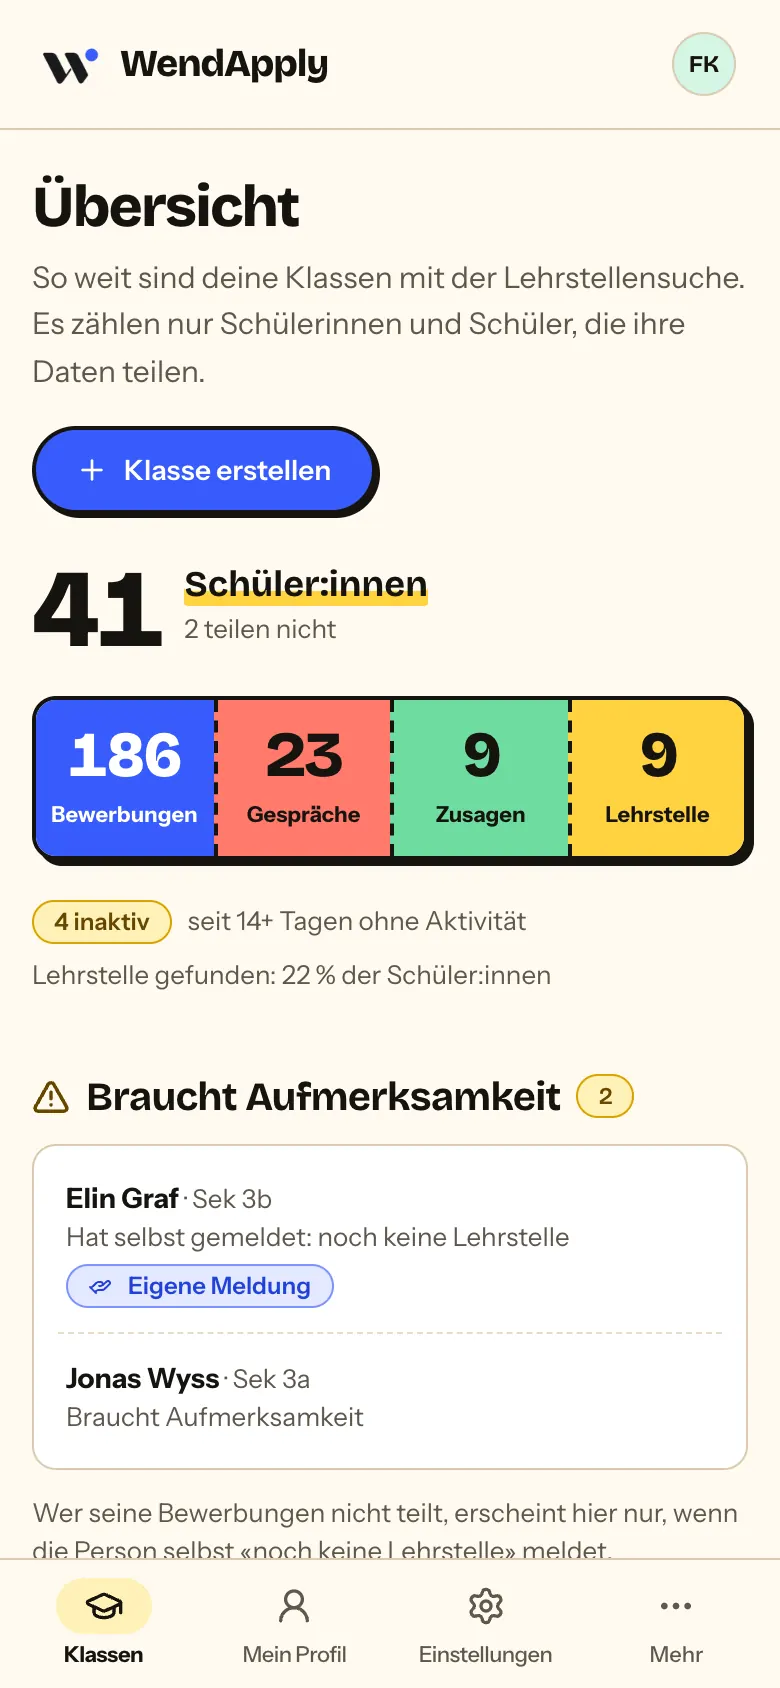 WendApply
FK
Übersicht
So weit sind deine Klassen mit der Lehrstellensuche.
Es zählen nur Schülerinnen und Schüler, die ihre
Daten teilen.
Klasse erstellen
41
Schüler:innen
2 teilen nicht
186
Bewerbungen
23
Gespräche
9
Zusagen
9
Lehrstelle
4 inaktiv
seit 14+ Tagen ohne Aktivität
Lehrstelle gefunden: 22 % der Schüler:innen
Braucht Aufmerksamkeit 2
Elin Graf · Sek 3b
Hat selbst gemeldet: noch keine Lehrstelle
Eigene Meldung
Jonas Wyss · Sek 3a
Braucht Aufmerksamkeit
Wer seine Bewerbungen nicht teilt, erscheint hier nur, wenn
die Person selbst «noch keine Lehrstelle» meldet.
Klassen
Mein Profil
Einstellungen
Mehr